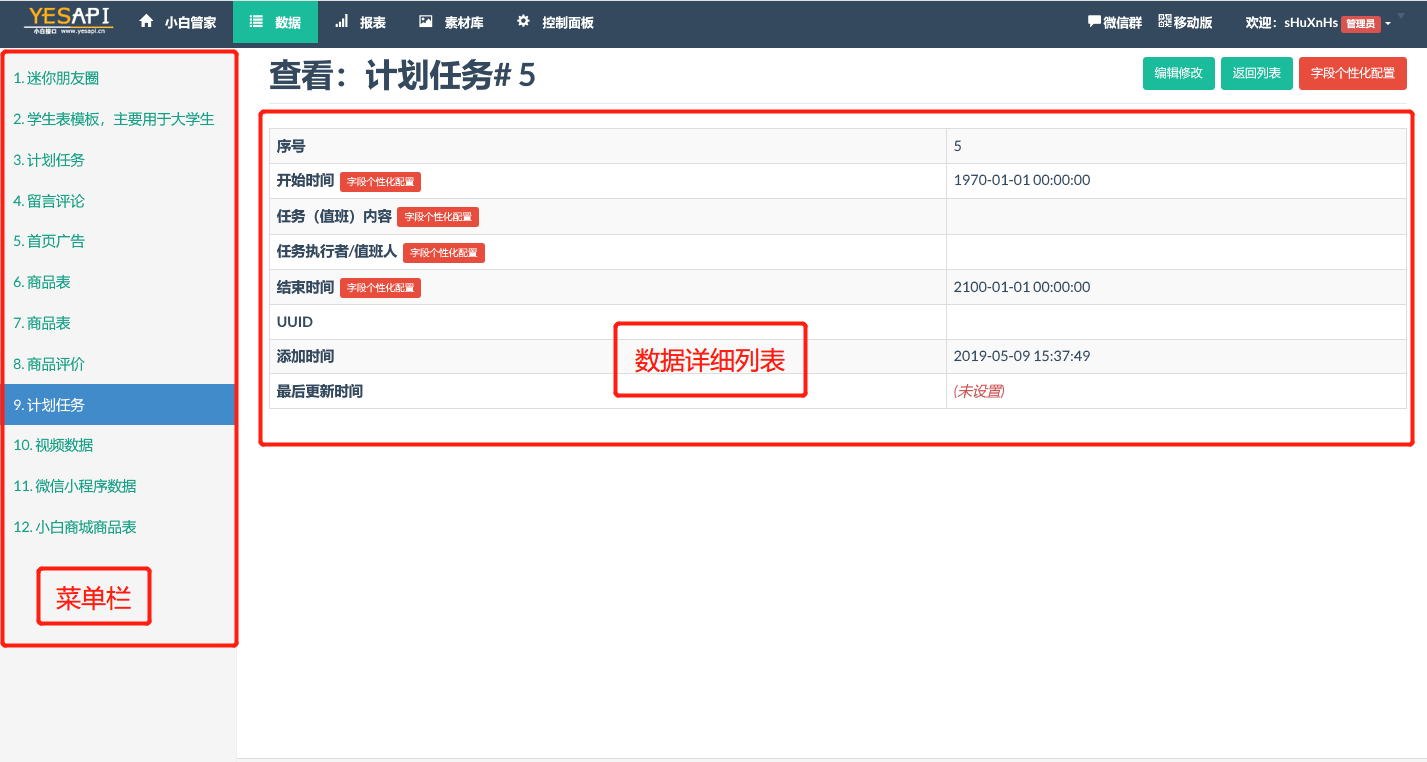 YESAPI
小白接口 www.yesapi.cn
小白管家
数据
报表
素材库
控制面板
微信群
移动版
欢迎：sHuXnHs 管理员
1. 迷你朋友圈
2. 学生表模板，主要用于大学生
3. 计划任务
4. 留言评论
5. 首页广告
6. 商品表
7. 商品表
8. 商品评价
9. 计划任务
10. 视频数据
11. 微信小程序数据
12. 小白商城商品表
菜单栏
查看：计划任务# 5
编辑修改
返回列表
字段个性化配置
序号 5
开始时间 字段个性化配置 1970-01-01 00:00:00
任务（值班）内容 字段个性化配置
任务执行者/值班人 字段个性化配置
结束时间 字段个性化配置 2100-01-01 00:00:00
UUID
添加时间 2019-05-09 15:37:49
最后更新时间 (未设置)
数据详细列表